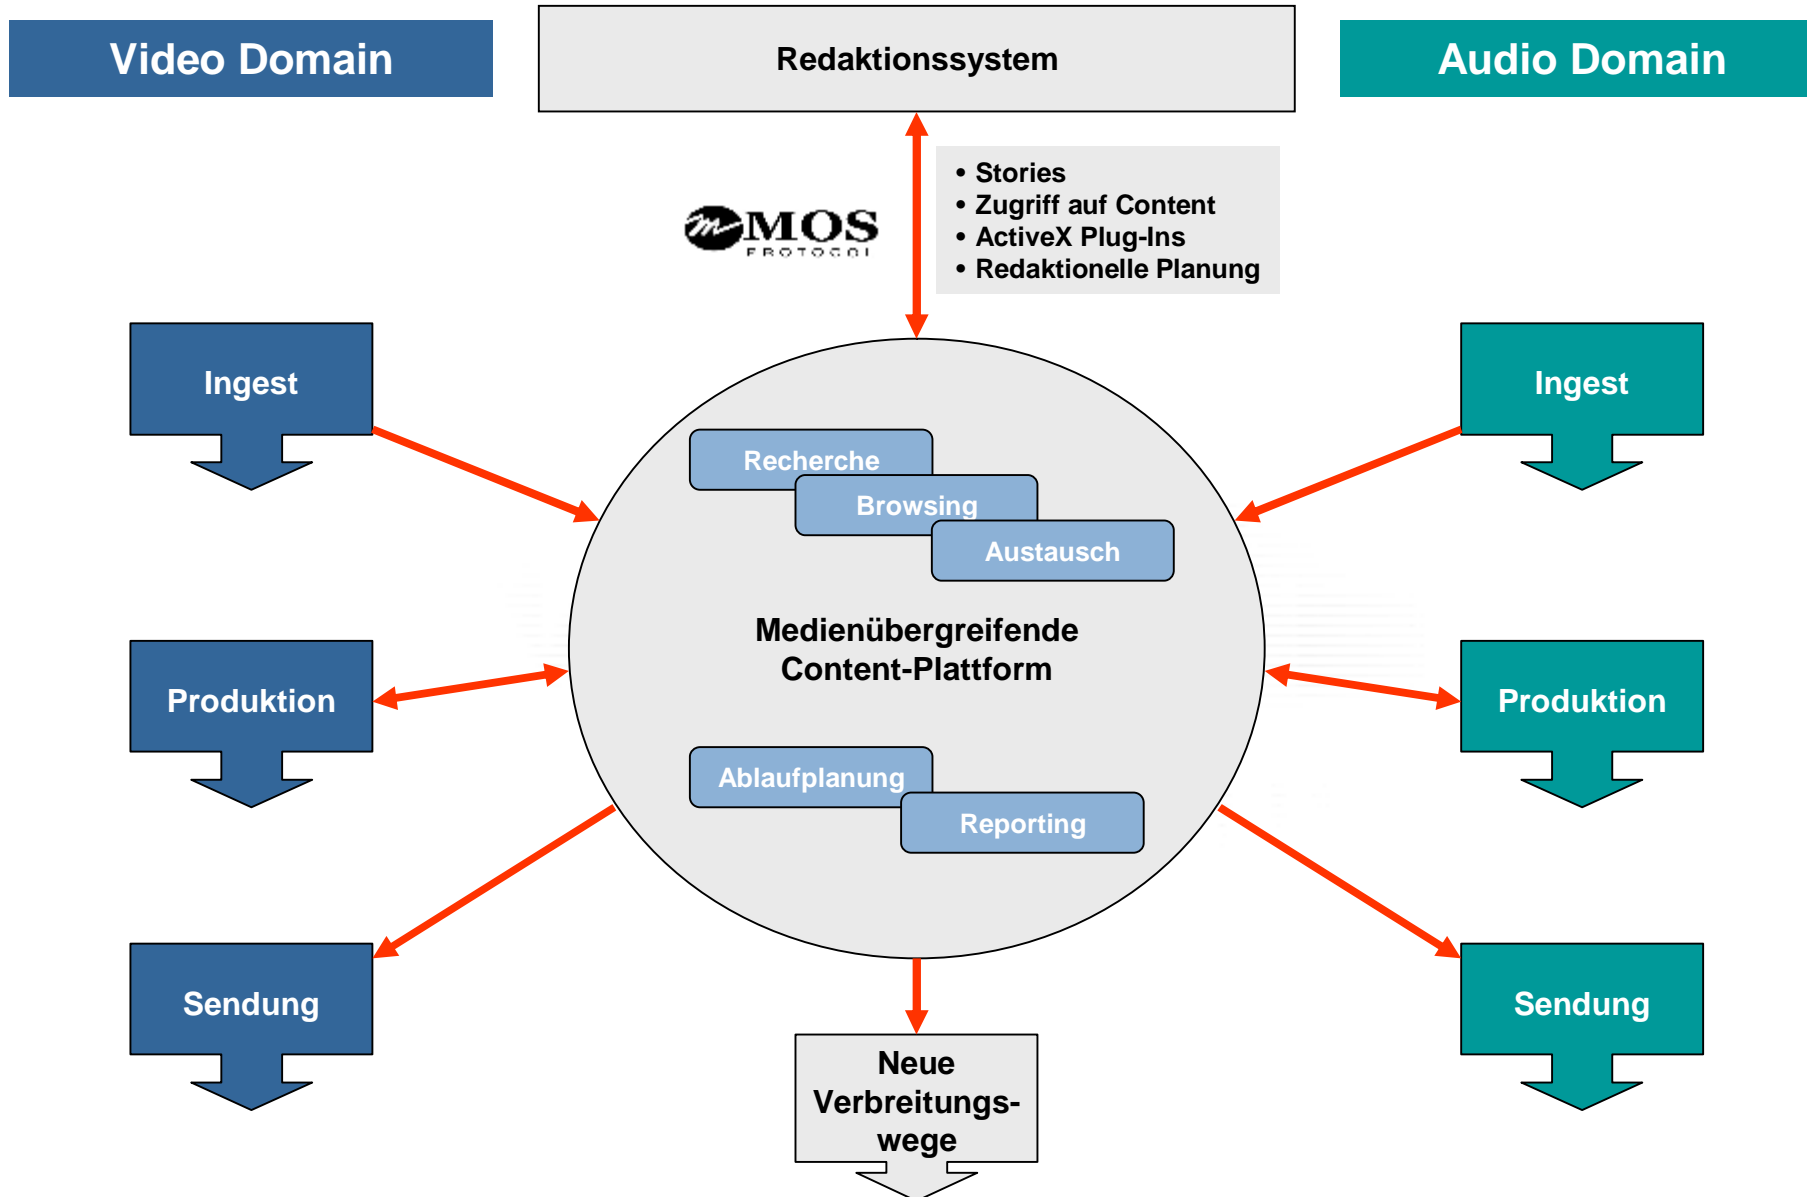 Video Domain
Redaktionssystem
Audio Domain
• Stories
• Zugriff auf Content
• ActiveX Plug-Ins
• Redaktionelle Planung
MOS
PROTOCOL
Ingest
Ingest
Recherche
Browsing
Austausch
Medienübergreifende
Content-Plattform
Produktion
Produktion
Ablaufplanung
Reporting
Sendung
Sendung
Neue
Verbreitungs-
wege